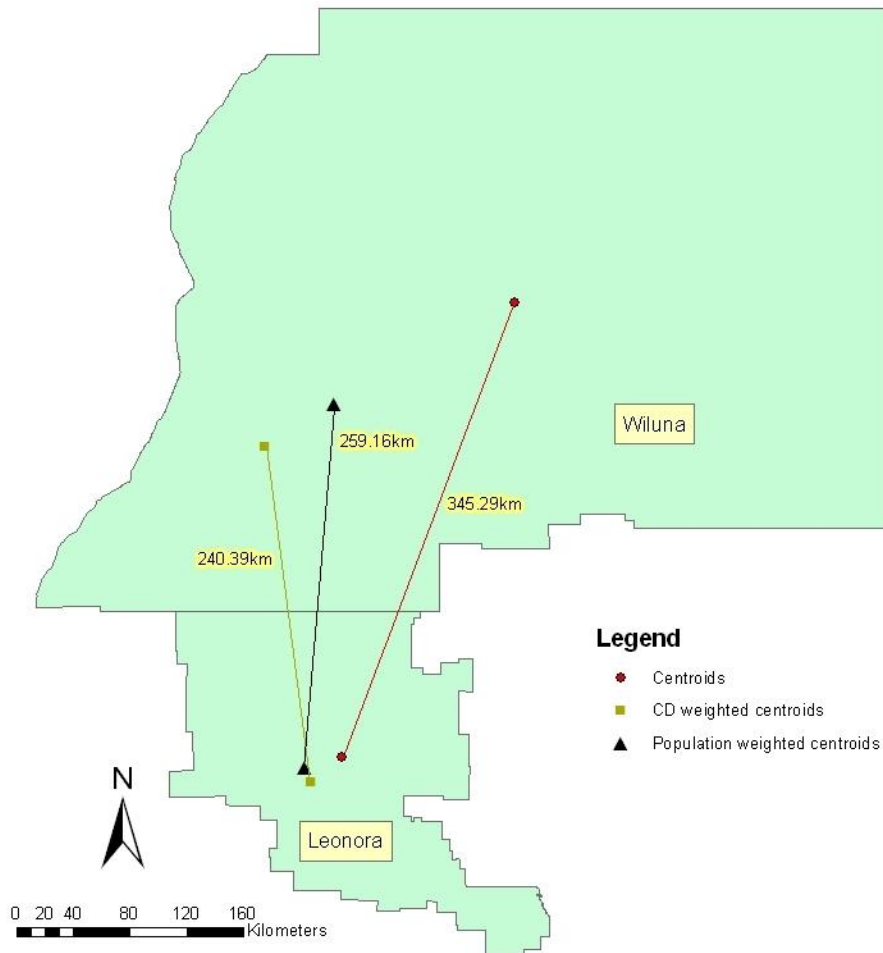 Wiluna
259.16km
345.29km
240.39km
Legend
Centroids
CD weighted centroids
Population weighted centroids
N
Leonora
0 20 40 80 120 160
Kilometers